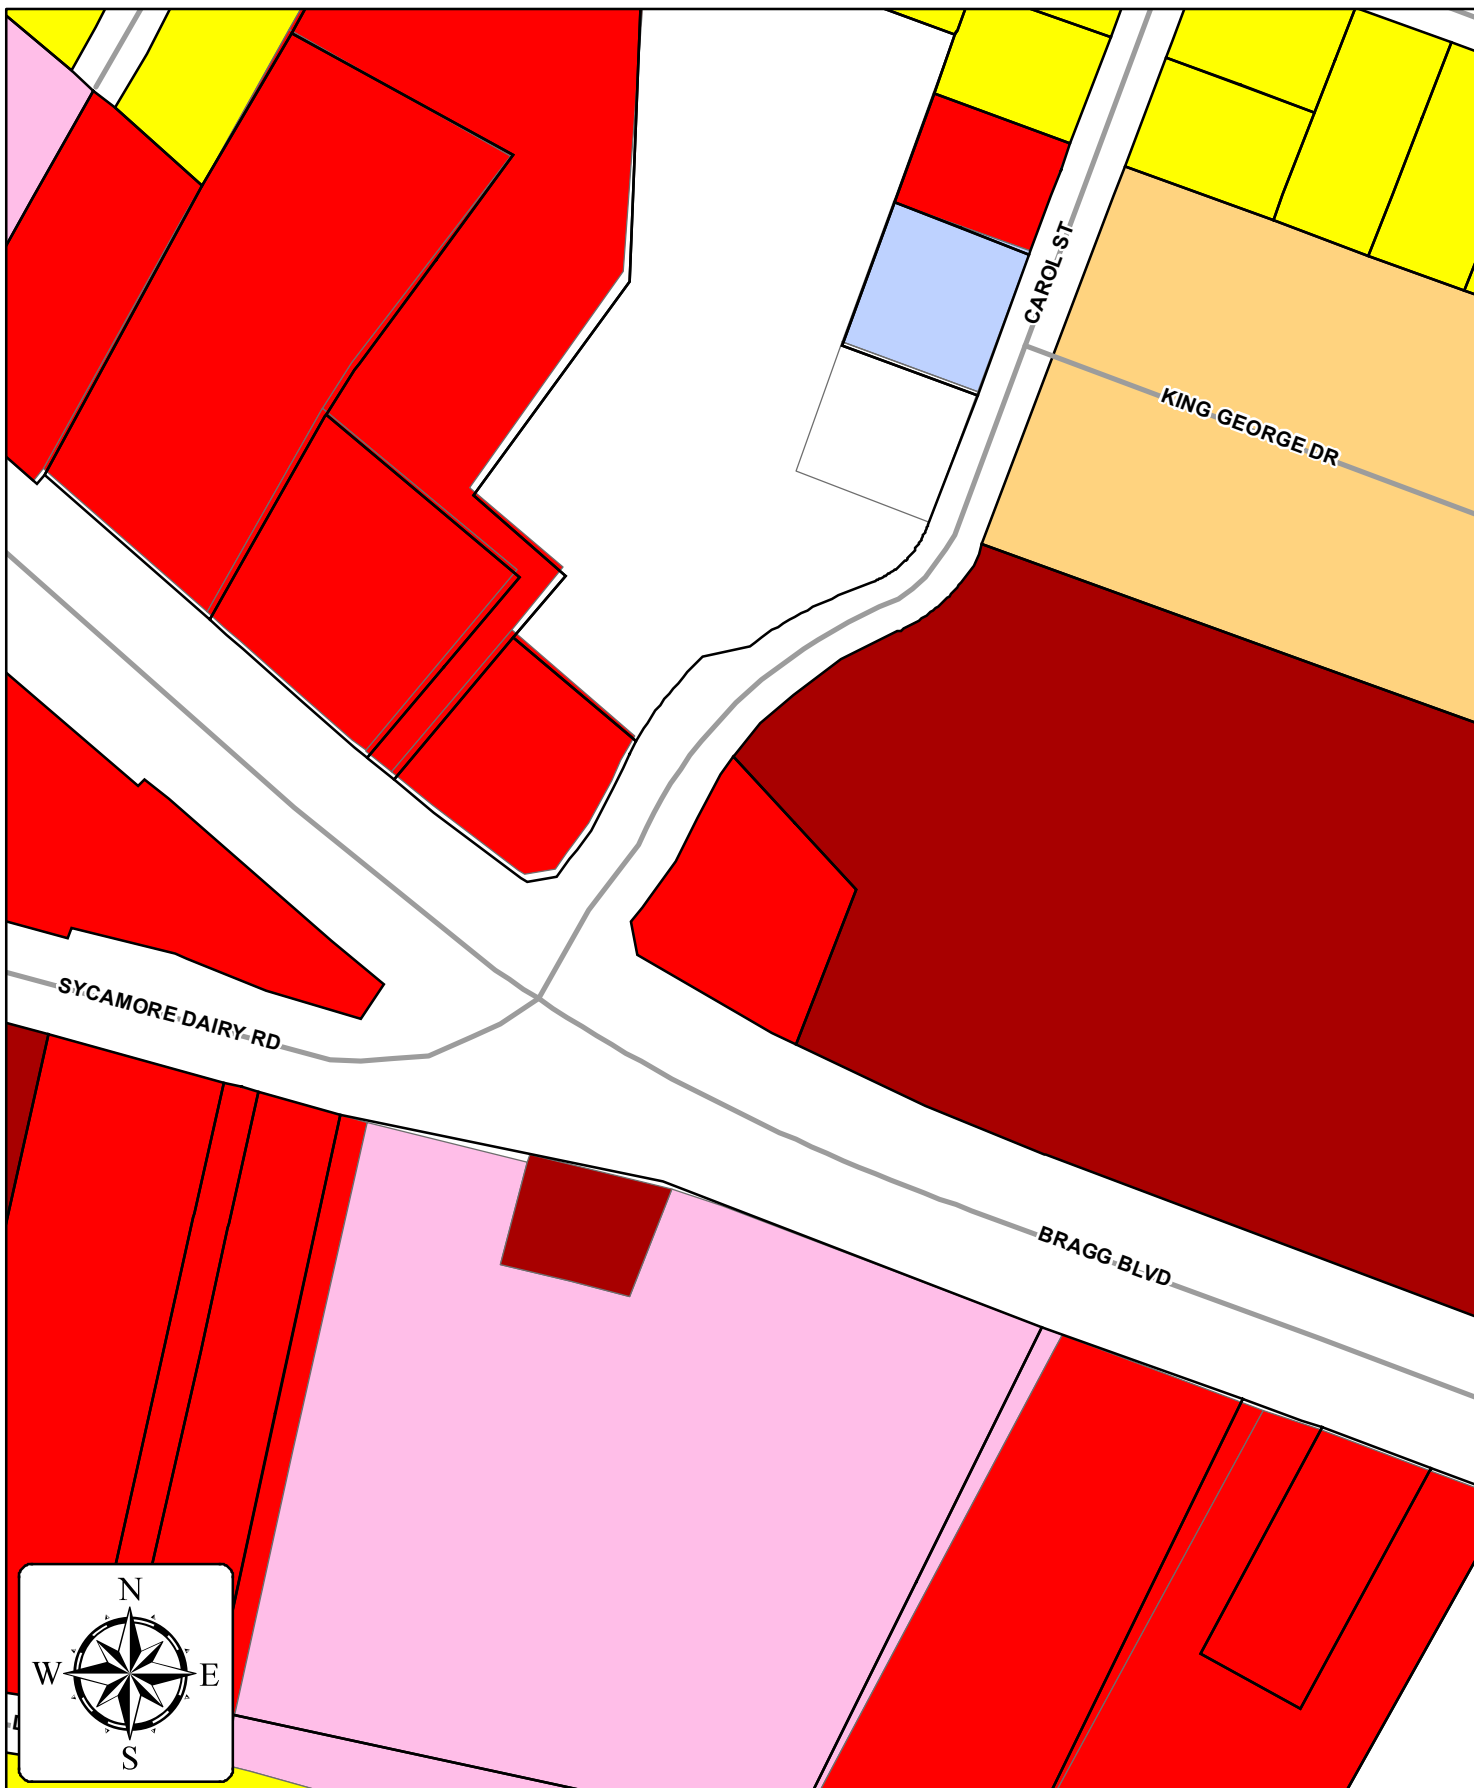 CAROL ST
KING GEORGE DR
SYCAMORE DAIRY RD
BRAGG BLVD
N
W E
S